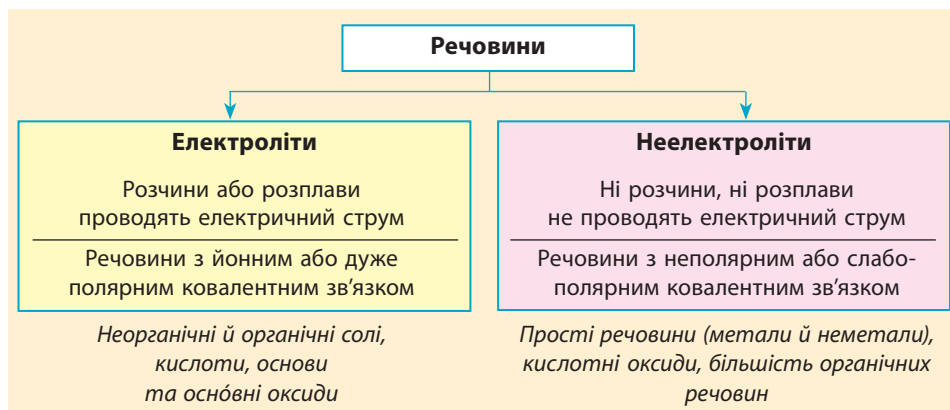 Речовини
Електроліти
Розчини або розплави
проводять електричний струм
Речовини з йонним або дуже
полярним ковалентним зв'язком
Неорганічні й органічні солі,
кислоти, основи
та осно́вні оксиди
Неелектроліти
Ні розчини, ні розплави
не проводять електричний струм
Речовини з неполярним або слабо-
полярним ковалентним зв'язком
Прості речовини (метали й неметали),
кислотні оксиди, більшість органічних
речовин